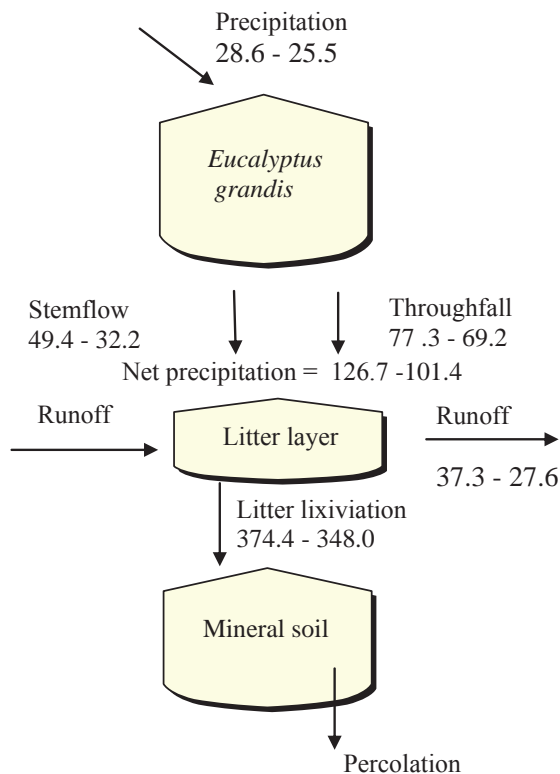 Precipitation
28.6 - 25.5
Eucalyptus
grandis
Stemflow
49.4 - 32.2
Throughfall
77 .3 - 69.2
Net precipitation = 126.7 -101.4
Runoff
Litter layer
Runoff
37.3 - 27.6
Litter lixiviation
374.4 - 348.0
Mineral soil
Percolation